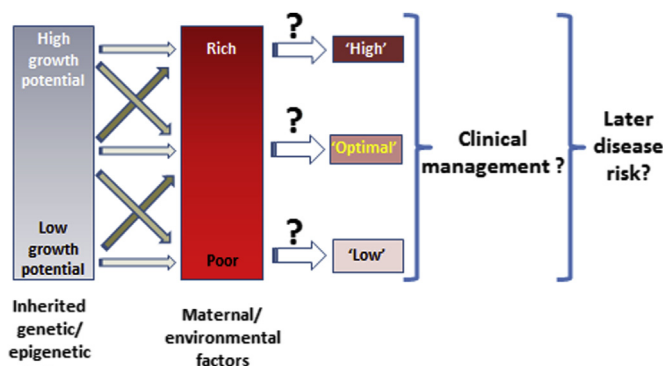 High
growth
potential
Low
growth
potential
Inherited
genetic/
epigenetic
Rich
Poor
Maternal/
environmental
factors
?
'High'
?
'Optimal'
?
'Low'
Clinical
management ?
Later
disease
risk?